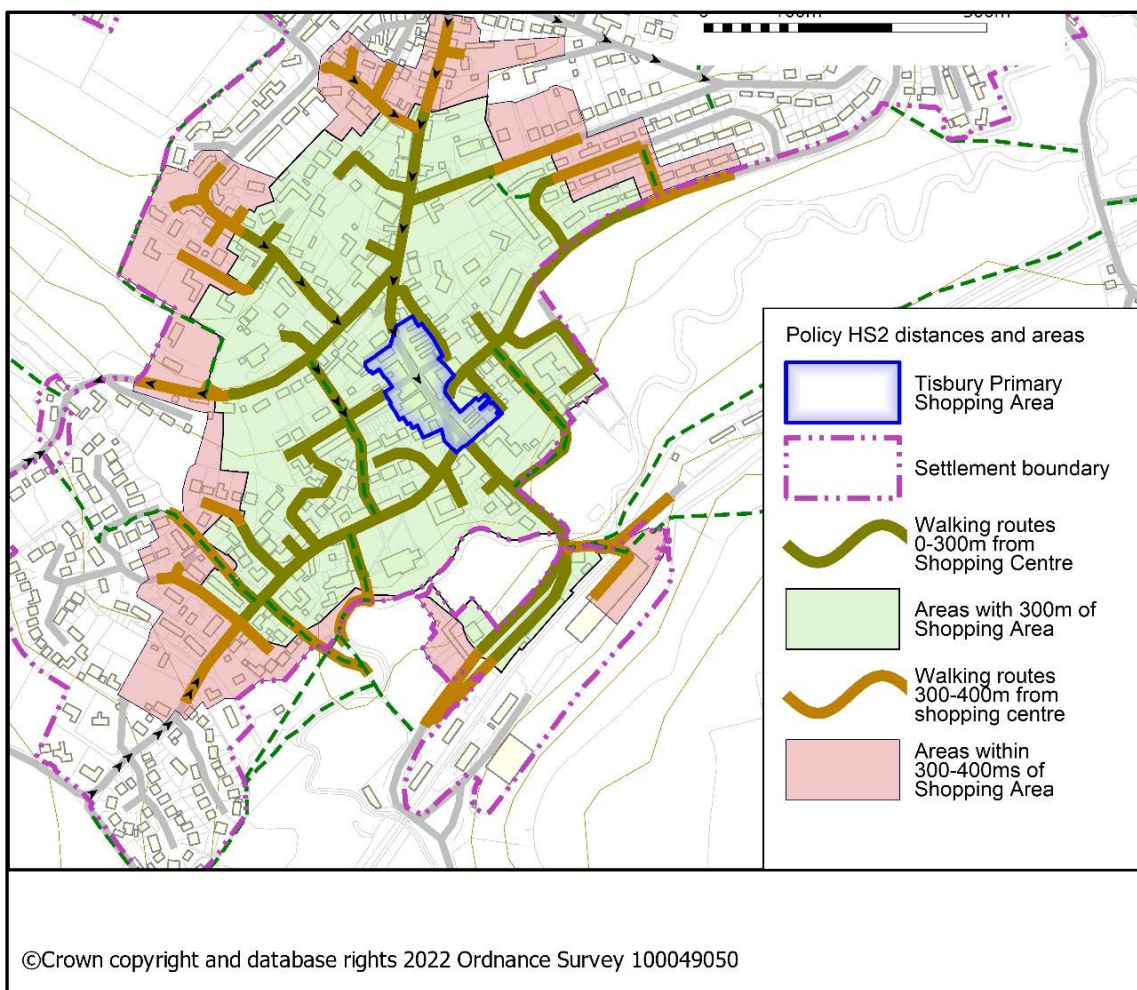 Policy HS2 distances and areas
Tisbury Primary
Shopping Area
Settlement boundary
Walking routes
0-300m from
Shopping Centre
Areas with 300m of
Shopping Area
Walking routes
300-400m from
shopping centre
Areas within
300-400ms of
Shopping Area
©Crown copyright and database rights 2022 Ordnance Survey 100049050